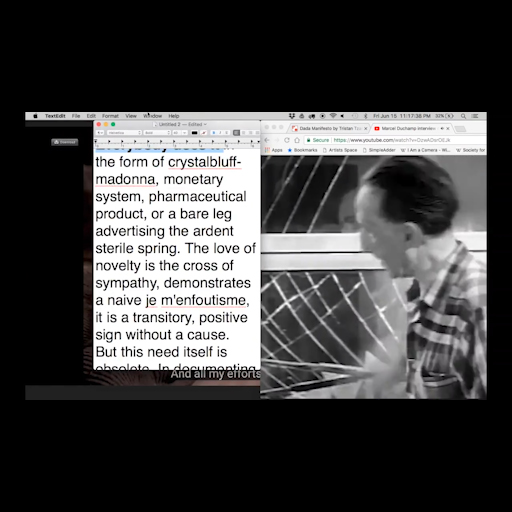 TextEdit File Edit Format View Window Help
Fri Jun 15 11:17:38 PM
Untitled 2 — Edited
Dada Manifesto by Tristan Tza
Marcel Duchamp Interview
Secure https://www.youtube.com/watch?v=
Apps Bookmarks Artists Space SimpleAdder I Am a Camera - Wi Society for
the form of crystalbluff-
madonna, monetary
system, pharmaceutical
product, or a bare leg
advertising the ardent
sterile spring. The love of
novelty is the cross of
sympathy, demonstrates
a naive je m'enfoutisme,
it is a transitory, positive
sign without a cause.
But this need itself is
obsolete. In documenting
And all my efforts